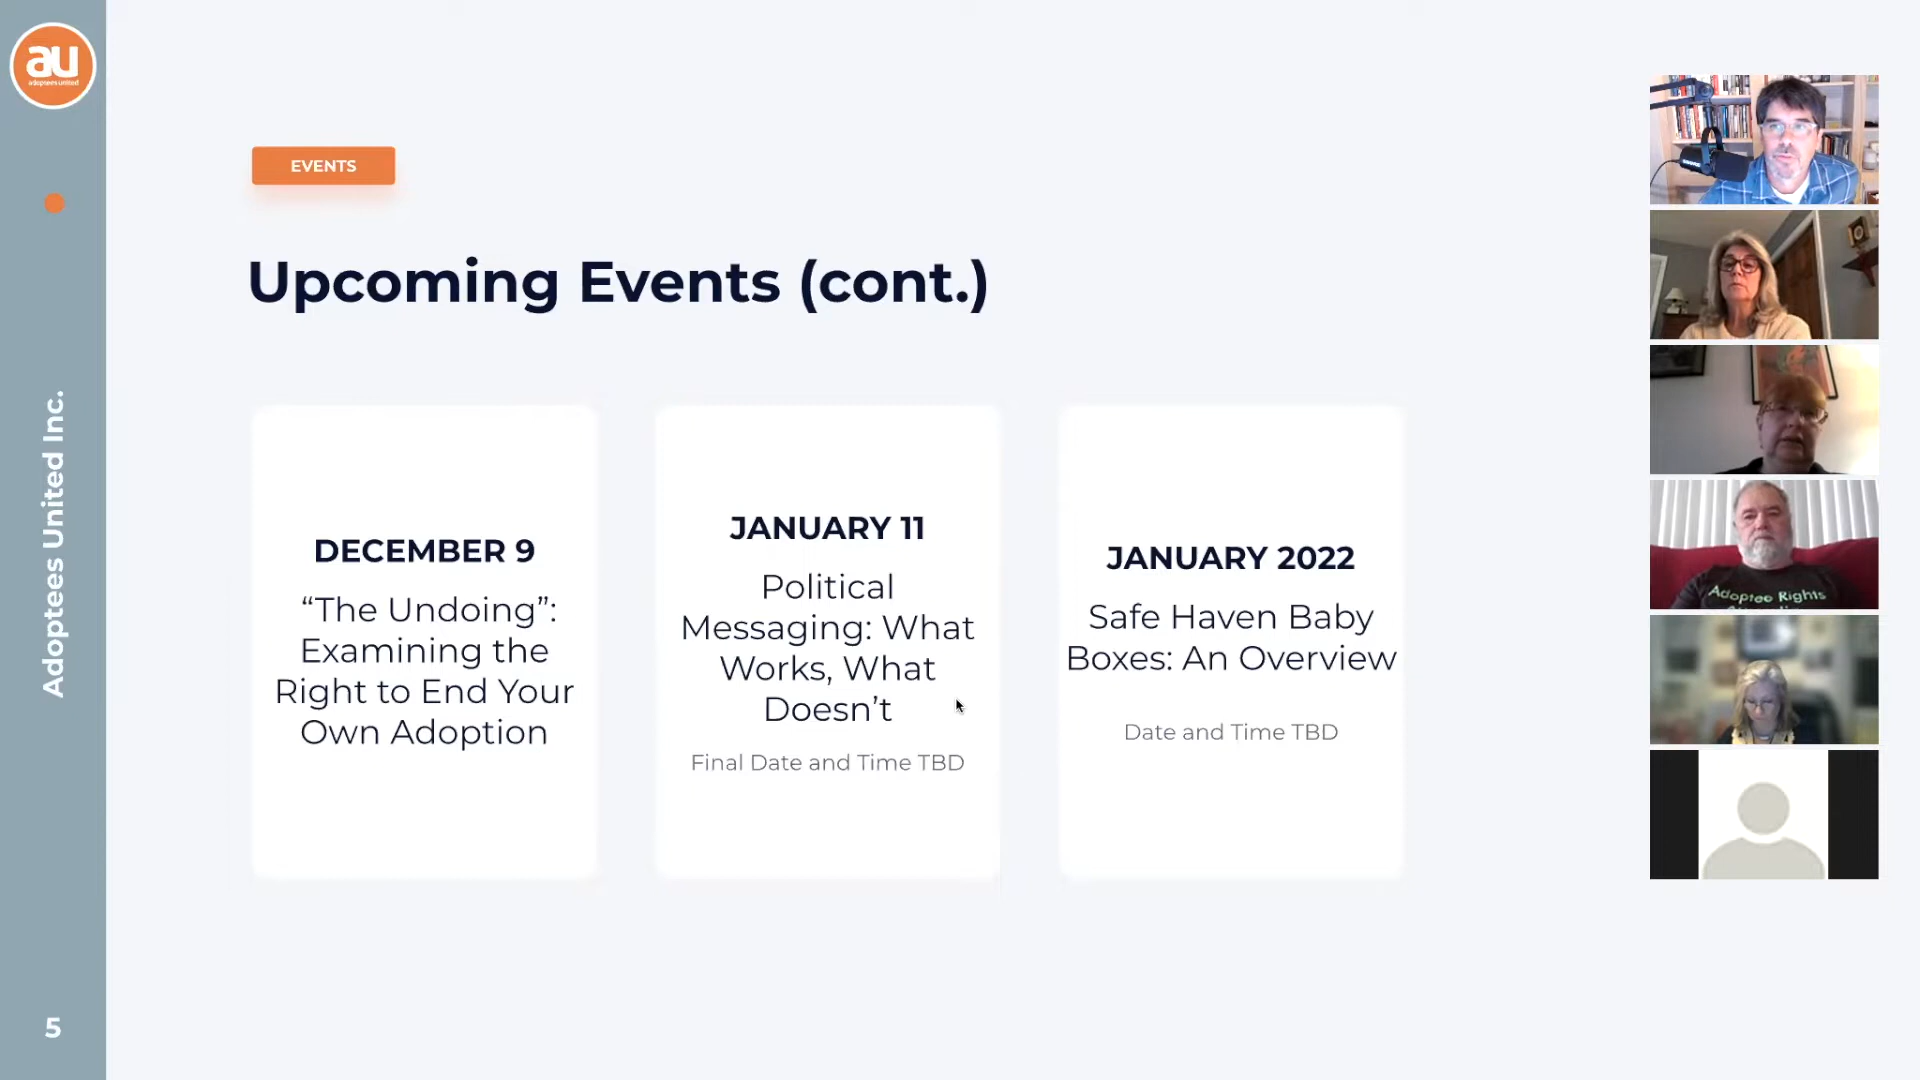 au
adoptees united
EVENTS
Upcoming Events (cont.)
DECEMBER 9
“The Undoing”:
Examining the
Right to End Your
Own Adoption
JANUARY 11
Political
Messaging: What
Works, What
Doesn’t
Final Date and Time TBD
JANUARY 2022
Safe Haven Baby
Boxes: An Overview
Date and Time TBD
Adoptees United Inc.
5
Adoptee Rights